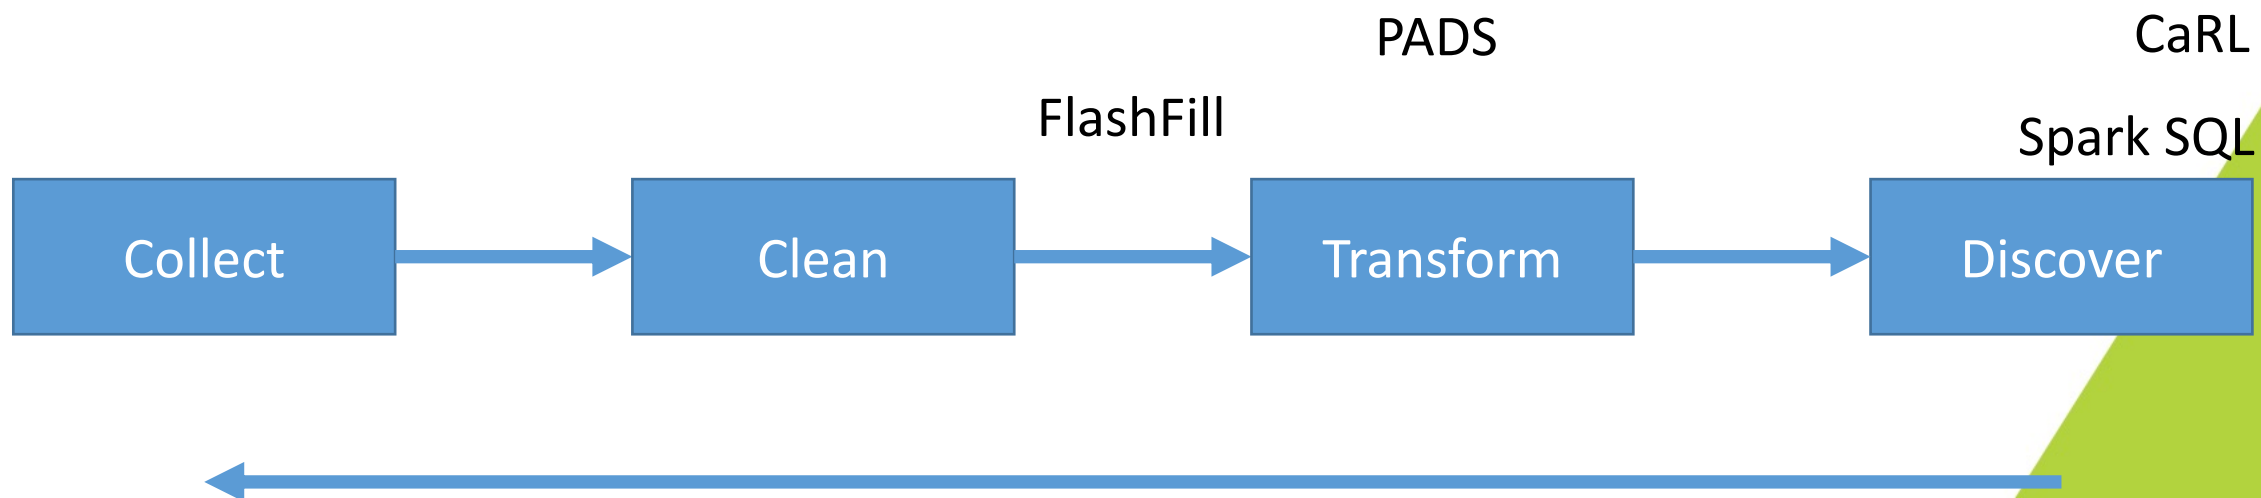 PADS
CaRL
FlashFill
Spark SQL
Collect
Clean
Transform
Discover